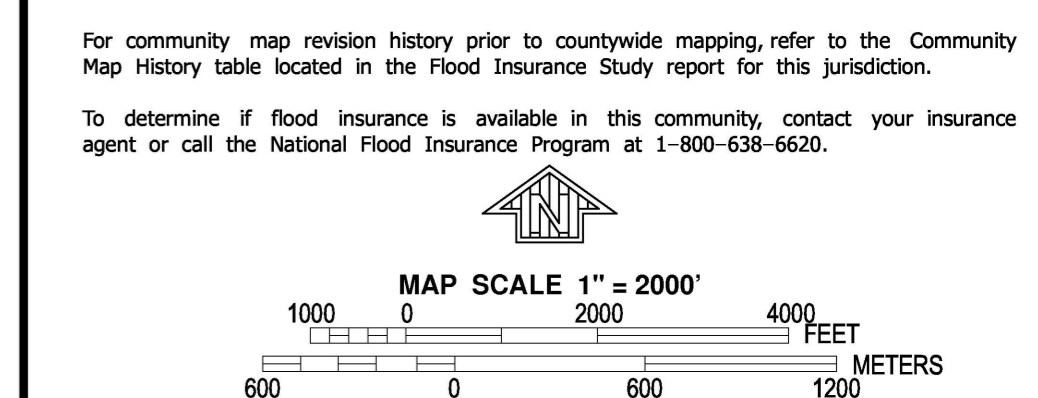 For community map revision history prior to countywide mapping, refer to the Community
Map History table located in the Flood Insurance Study report for this jurisdiction.
To determine if flood insurance is available in this community, contact your insurance
agent or call the National Flood Insurance Program at 1-800-638-6620.
N
MAP SCALE 1" = 2000'
1000 0 2000 4000
FEET
METERS
600 0 600 1200